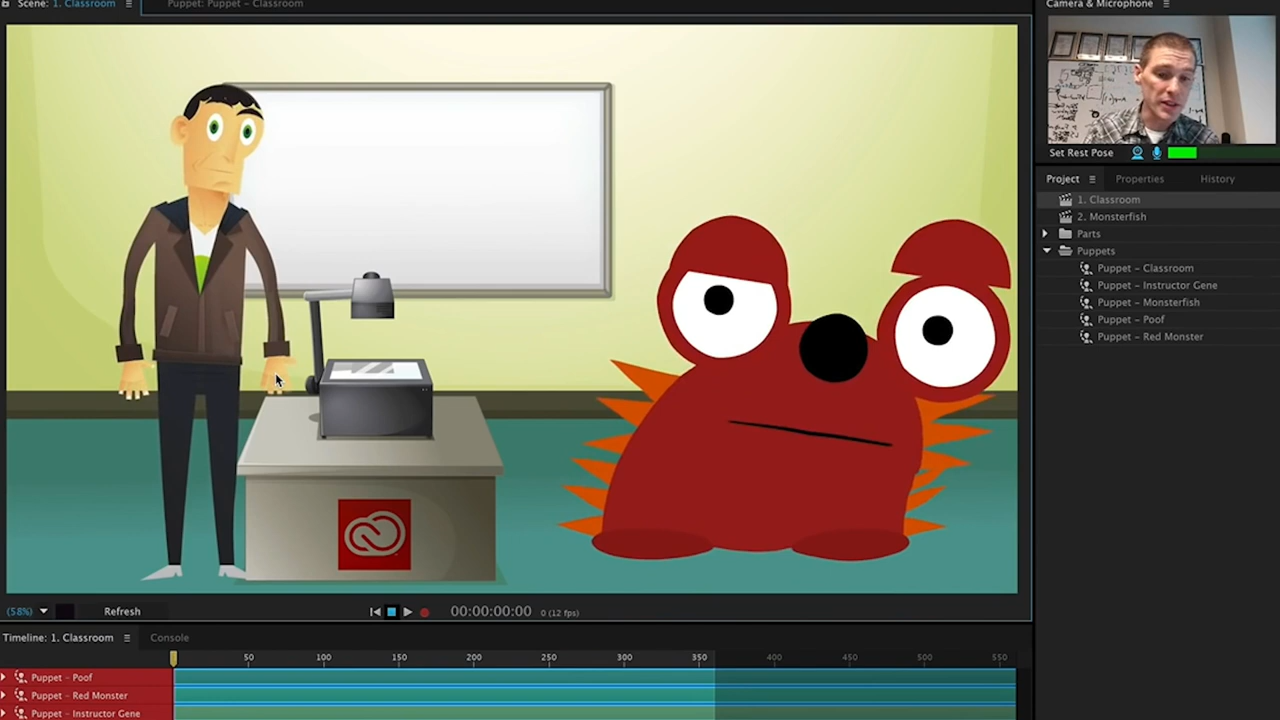 Scene: 1. Classroom
Puppet: Puppet – Classroom
Camera & Microphone
Set Rest Pose
Project
Properties
History
1. Classroom
2. Monsterfish
Parts
Puppets
Puppet – Classroom
Puppet – Instructor Gene
Puppet – Monsterfish
Puppet – Poof
Puppet – Red Monster
(58%)
Refresh
00:00:00:00
0 (12 fps)
Timeline: 1. Classroom
Console
50 100 150 200 250 300 350 400 450 500 550
Puppet – Poof
Puppet – Red Monster
Puppet – Instructor Gene